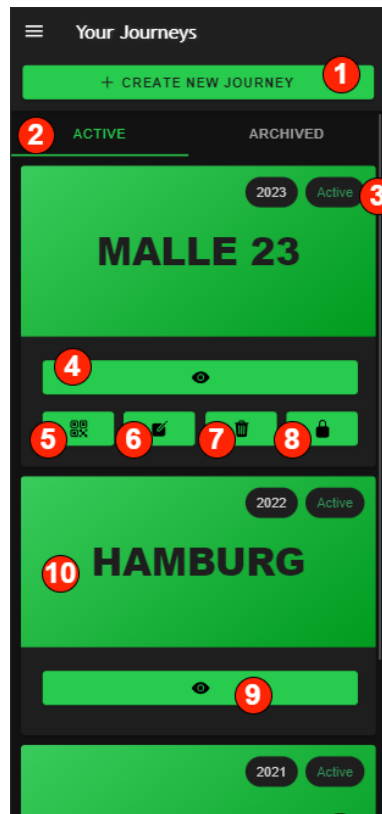 Your Journeys
+ CREATE NEW JOURNEY 1
2 ACTIVE ARCHIVED
2023 Active 3
MALLE 23
4
5 6 7 8
2022 Active
10 HAMBURG
9
2021 Active